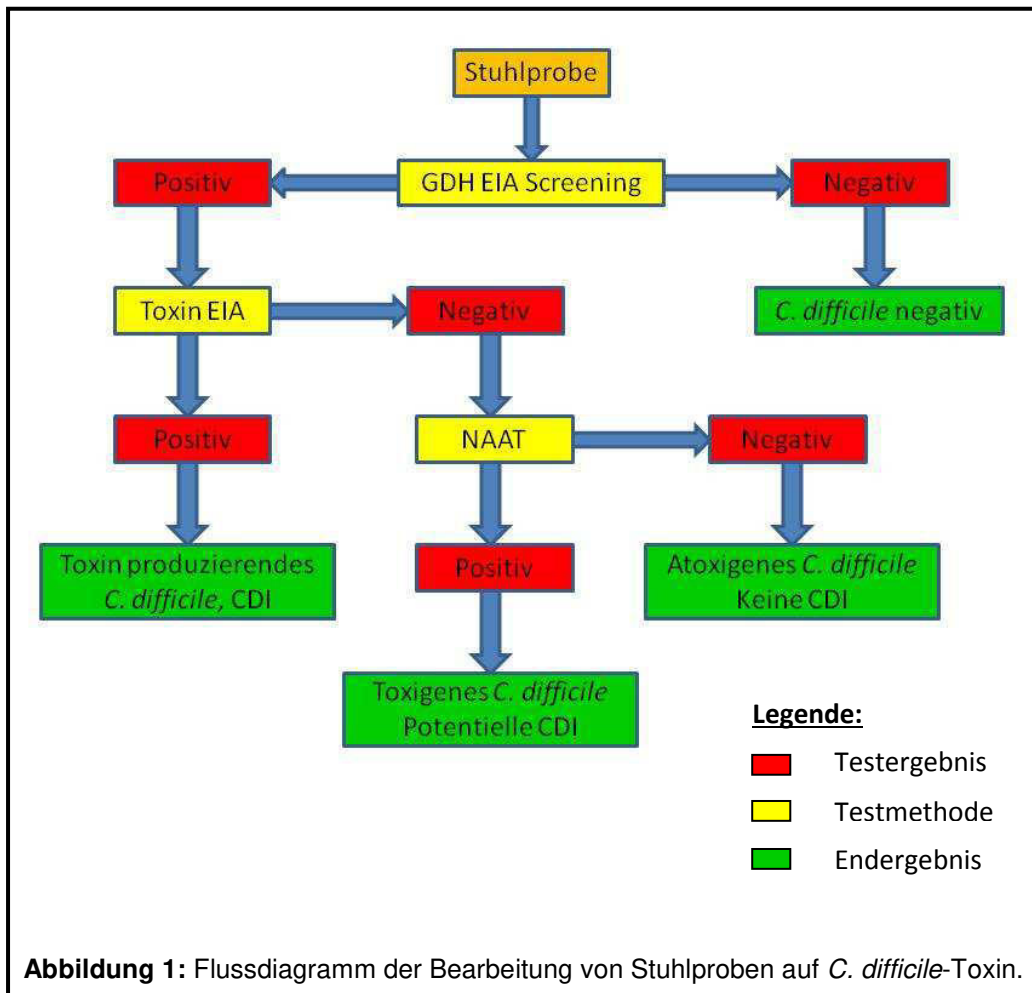 Stuhlprobe
Positiv
GDH EIA Screening
Negativ
Toxin EIA
Negativ
C. difficile negativ
Positiv
NAAT
Negativ
Toxin produzierendes
C. difficile, CDI
Positiv
Atoxigenes C. difficile
Keine CDI
Toxigenes C. difficile
Potentielle CDI
Legende:
Testergebnis
Testmethode
Endergebnis
Abbildung 1: Flussdiagramm der Bearbeitung von Stuhlproben auf C. difficile-Toxin.